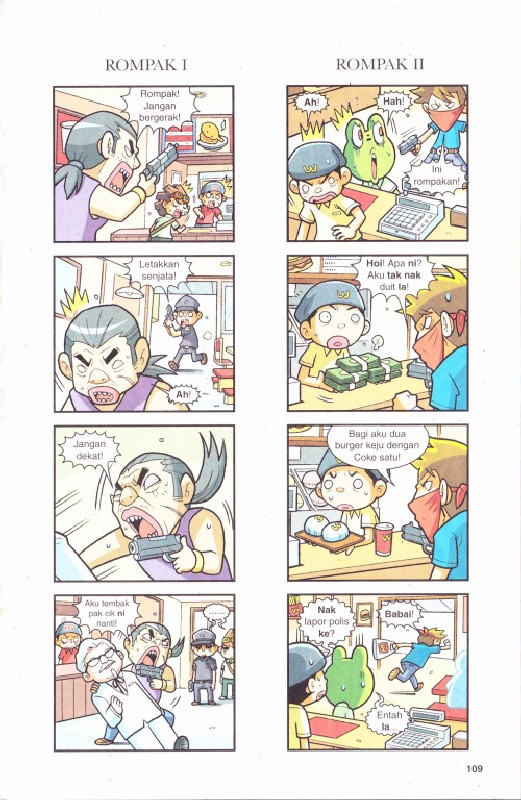 ROMPAK I
Rompak!
Jangan
bergerak!
Letakkan
senjata!
Ah!
Jangan
dekat!
Aku tembak
pak cik ni
nanti!
.......
ROMPAK II
Ah!
Hah!
Ini
rompakan!
Hoi! Apa ni?
Aku tak nak
duit la!
Bagi aku dua
burger keju dengan
Coke satu!
Nak
lapor polis
ke?
Balbai!
Entah
la...
109